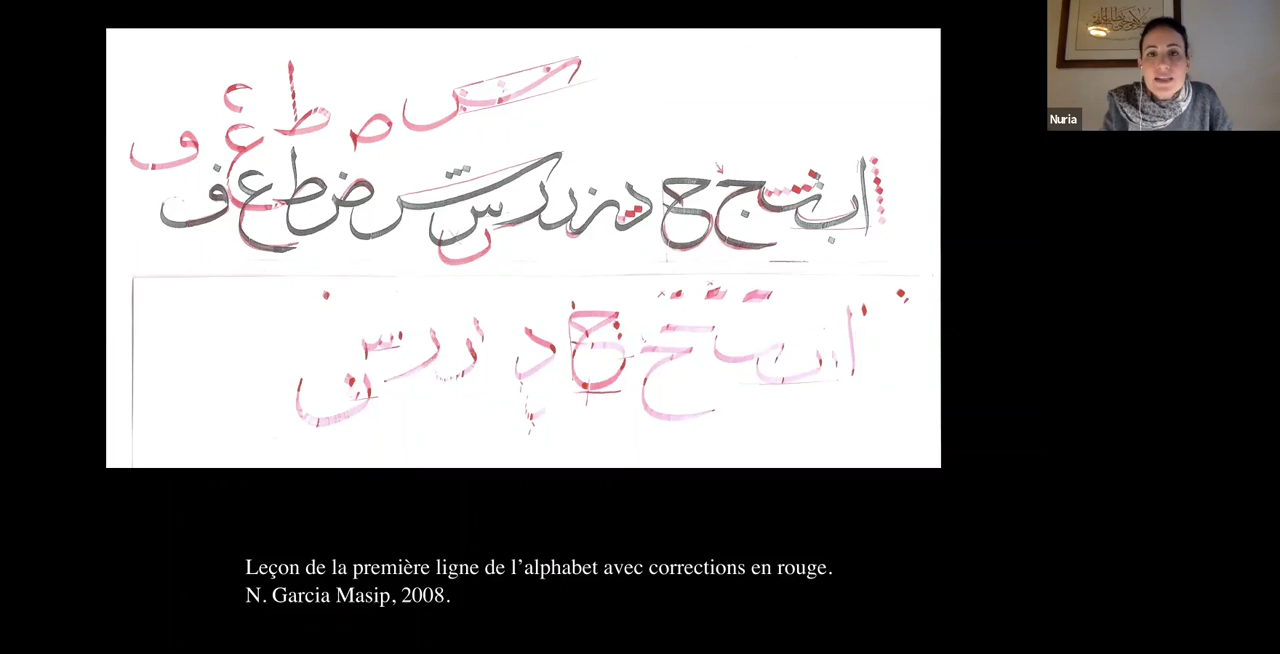 Nuria
ف ع ط ص س
ا ب ت ج ح د ز ر ر س س ض ط ع ف
ا ب ت ح ح د ر ر س ص
Leçon de la première ligne de l’alphabet avec corrections en rouge.
N. Garcia Masip, 2008.